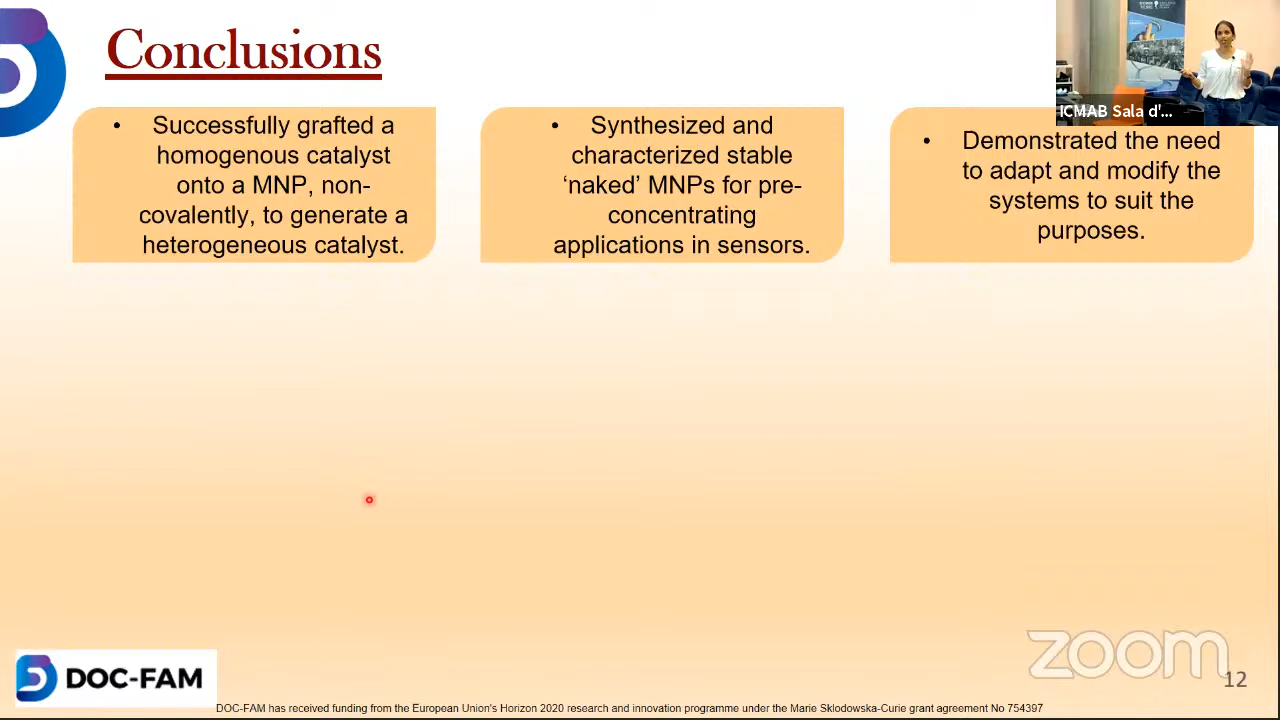 Conclusions
• Successfully grafted a
homogenous catalyst
onto a MNP, non-
covalently, to generate a
heterogeneous catalyst.
• Synthesized and
characterized stable
‘naked’ MNPs for pre-
concentrating
applications in sensors.
• Demonstrated the need
to adapt and modify the
systems to suit the
purposes.
ICMAB Sala d'...
DOC-FAM
zoom
12
DOC-FAM has received funding from the European Union's Horizon 2020 research and innovation programme under the Marie Sklodowska-Curie grant agreement No 754397